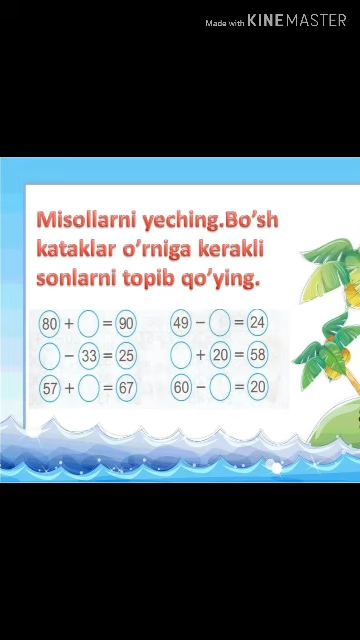 Made with KINEMASTER
Misollarni yeching.Bo'sh
kataklar o'rniga kerakli
sonlarni topib qo'ying.
80 + ◯ = 90 49 − ◯ = 24
◯ − 33 = 25 ◯ + 20 = 58
57 + ◯ = 67 60 − ◯ = 20